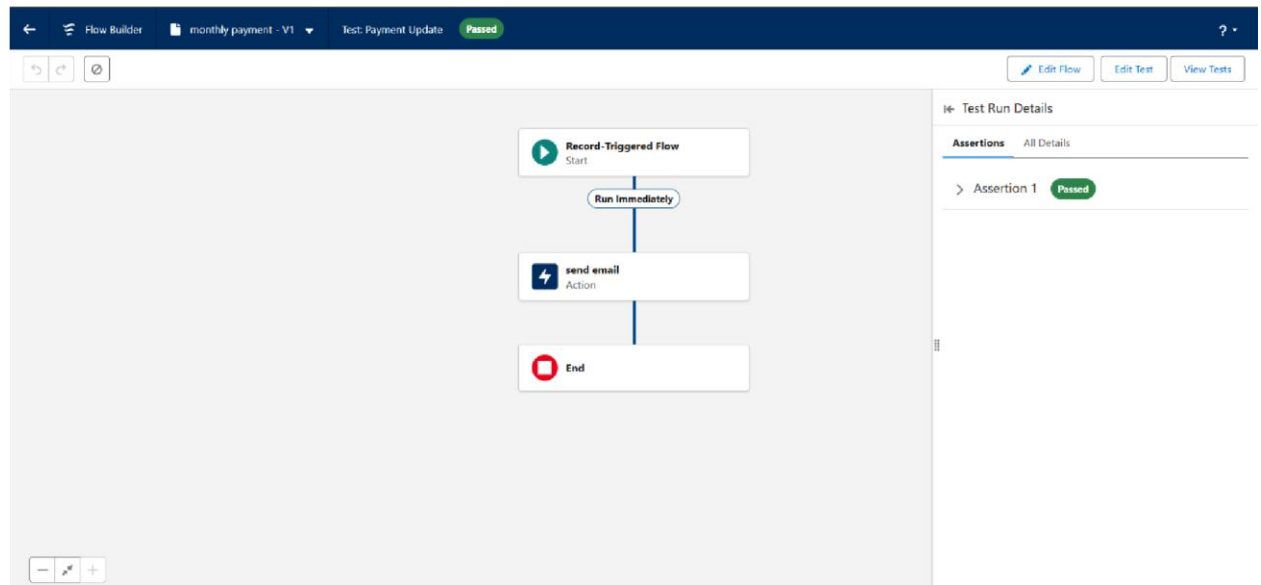 Flow Builder monthly payment - V1 Test: Payment Update Passed ?
Edit Flow Edit Test View Tests
Test Run Details
Assertions All Details
Assertion 1 Passed
Record-Triggered Flow
Start
Run Immediately
send email
Action
End